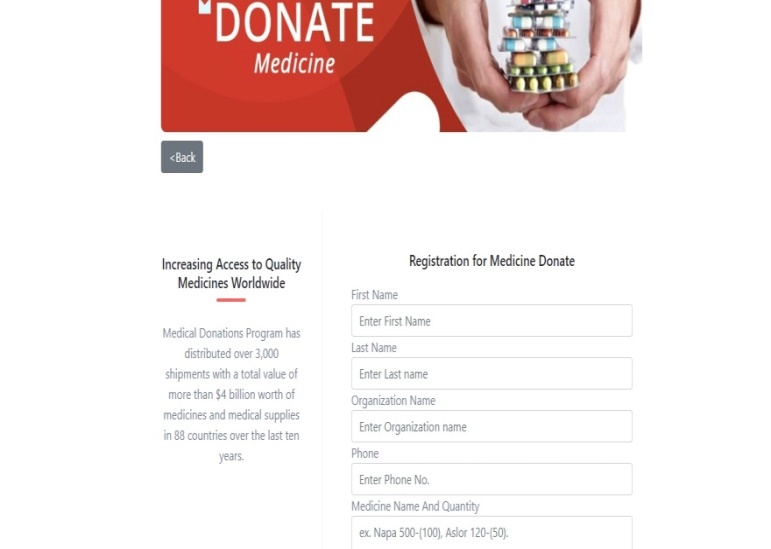 DONATE
Medicine
<Back
Increasing Access to Quality
Medicines Worldwide
Medical Donations Program has
distributed over 3,000
shipments with a total value of
more than $4 billion worth of
medicines and medical supplies
in 88 countries over the last ten
years.
Registration for Medicine Donate
First Name
Enter First Name
Last Name
Enter Last name
Organization Name
Enter Organization name
Phone
Enter Phone No.
Medicine Name And Quantity
ex. Napa 500-(100), Aslor 120-(50).